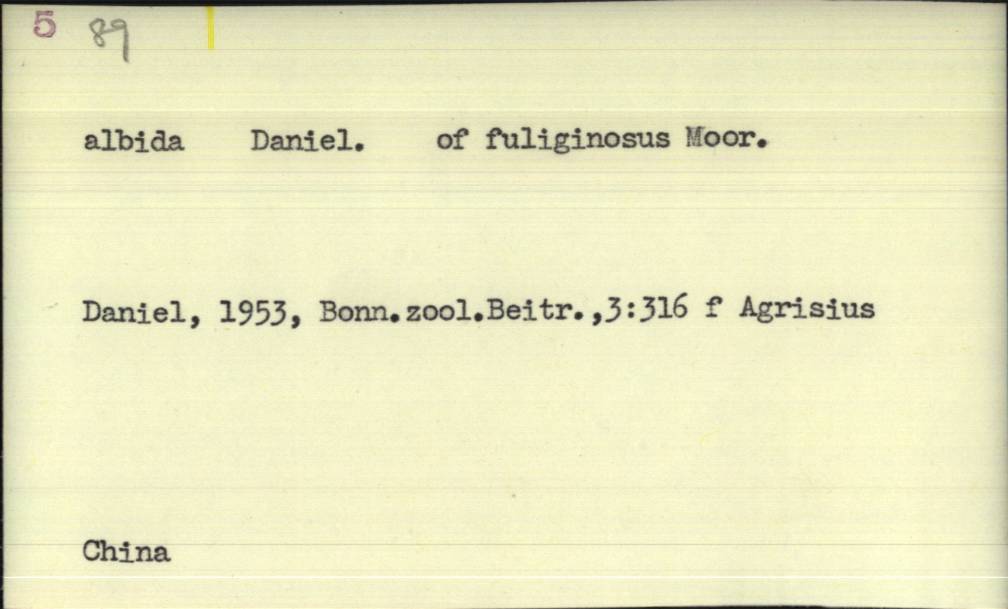 5 89
albida Daniel. of fuliginosus Moor.
Daniel, 1953, Bonn.zool.Beitr.,3:316 f Agrisius
China